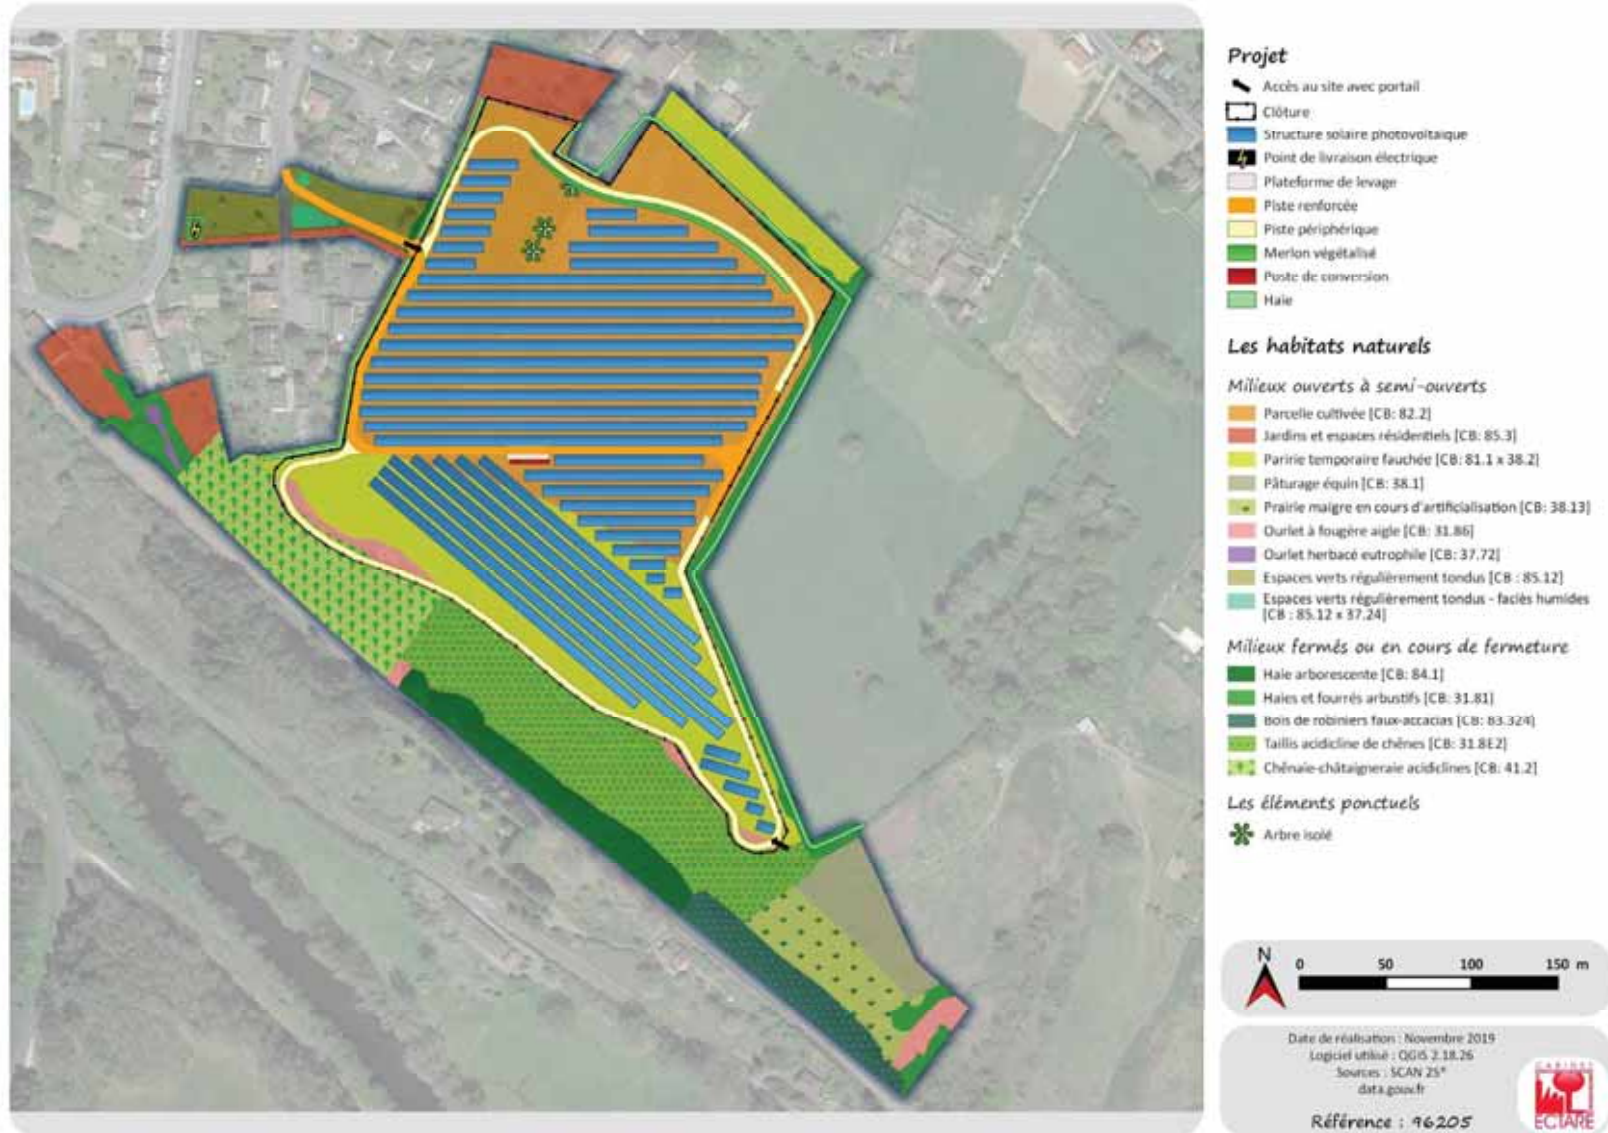 Projet
Accès au site avec portail
Clôture
Structure solaire photovoltaïque
Point de livraison électrique
Plateforme de levage
Piste renforcée
Piste périphérique
Merlon végétalisé
Poste de conversion
Haie
Les habitats naturels
Milieux ouverts à semi-ouverts
Parcelle cultivée [CB: 82.2]
Jardins et espaces résidentiels [CB: 85.3]
Paririe temporaire fauchée [CB: 81.1 x 38.2]
Pâturage équin [CB: 38.1]
Prairie maigre en cours d'artificialisation [CB: 38.13]
Ourlet à fougère aigle [CB: 31.86]
Ourlet herbacé eutrophile [CB: 37.72]
Espaces verts régulièrement tondus [CB : 85.12]
Espaces verts régulièrement tondus - faciès humides
[CB : 85.12 x 37.24]
Milieux fermés ou en cours de fermeture
Haie arborescente [CB: 84.1]
Haies et fourrés arbustifs [CB: 31.81]
Bois de robiniers faux-accacias [CB: 83.324]
Taillis acidicline de chênes [CB: 31.8E2]
Chênaie-châtaigneraie acidiclines [CB: 41.2]
Les éléments ponctuels
Arbre isolé
N
0 50 100 150 m
Date de réalisation : Novembre 2019
Logiciel utilisé : QGIS 2.18.26
Sources : SCAN 25®
data.gouv.fr
Référence : 96205
CABINET
ECTARE